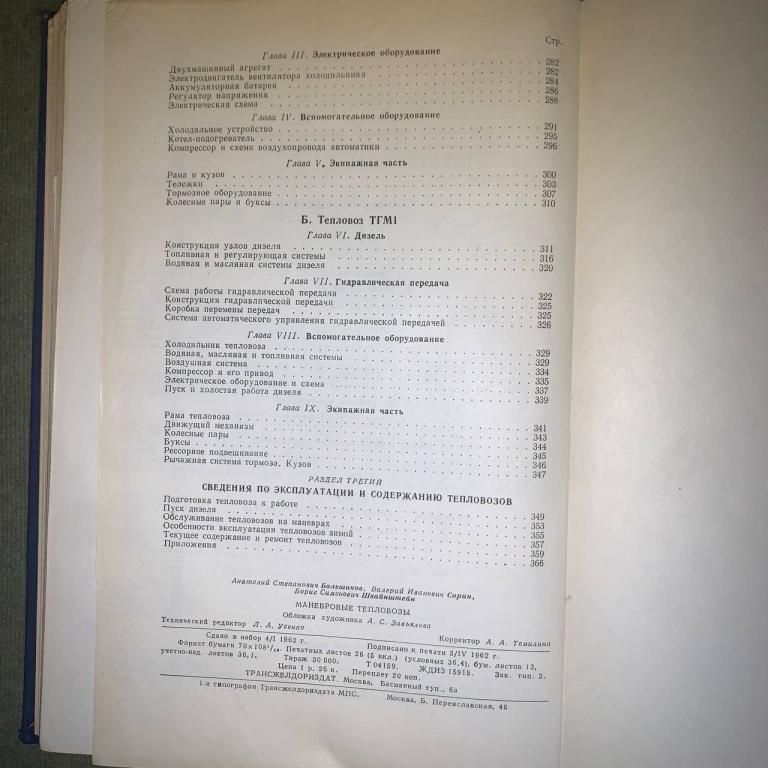 Стр.
Глава III. Электрическое оборудование
Двухмашинный агрегат 282
Электродвигатель вентилятора холодильника 282
Аккумуляторная батарея 284
Регулятор напряжения 286
Электрическая схема 288
Глава IV. Вспомогательное оборудование
Холодильное устройство 291
Котел-подогреватель 295
Компрессор и схема воздухопровода автоматики 296
Глава V. Экипажная часть
Рама и кузов 300
Тележки 303
Тормозное оборудование 307
Колесные пары и буксы 310
Б. Тепловоз ТГМ1
Глава VI. Дизель
Конструкция узлов дизеля 311
Топливная и регулирующая системы 316
Водяная и масляная системы дизеля 320
Глава VII. Гидравлическая передача
Схема работы гидравлической передачи 322
Конструкция гидравлической передачи 325
Коробка перемены передач 325
Система автоматического управления гидравлической передачей 326
Глава VIII. Вспомогательное оборудование
Холодильник тепловоза 329
Водяная, масляная и топливная системы 329
Воздушная система 334
Компрессор и его привод 335
Электрическое оборудование и схема 337
Пуск и холостая работа дизеля 339
Глава IX. Экипажная часть
Рама тепловоза 341
Движущий механизм 343
Колесные пары 344
Буксы 345
Рессорное подвешивание 346
Рычажная система тормоза. Кузов 347
РАЗДЕЛ ТРЕТИЙ
СВЕДЕНИЯ ПО ЭКСПЛУАТАЦИИ И СОДЕРЖАНИЮ ТЕПЛОВОЗОВ
Подготовка тепловоза к работе 349
Пуск дизеля 353
Обслуживание тепловозов на маневрах 355
Особенности эксплуатации тепловозов зимой 357
Текущее содержание и ремонт тепловозов 359
Приложения 366
Анатолий Степанович Большаков, Валерий Иванович Сарин,
Борис Симонович Швайнштейн
МАНЕВРОВЫЕ ТЕПЛОВОЗЫ
Обложка художника А. С. Завьялова
Технический редактор Л. А. Усенко Корректор А. А. Томилина
Сдано в набор 4/I 1962 г. Подписано к печати 3/IV 1962 г.
Формат бумаги 70×108¹/₁₆. Печатных листов 26 (5 вкл.) (условных 36,4), бум. листов 13,
учетно-изд. листов 36,1. Тираж 30 000. Т 04159. ЖДИЗ 15915. Зак. тип. 3.
Цена 1 р. 26 к. Переплет 20 коп.
ТРАНСЖЕЛДОРИЗДАТ. Москва, Басманный туп., 6а
1-я типография Трансжелдориздата МПС. Москва, Б. Переяславская, 46